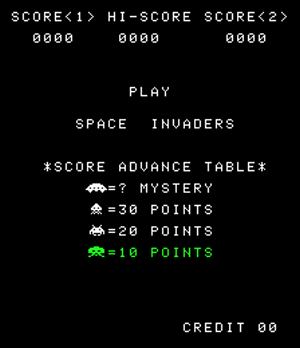 SCORE<1> HI-SCORE SCORE<2>
0000 0000 0000
PLAY
SPACE INVADERS
*SCORE ADVANCE TABLE*
=? MYSTERY
=30 POINTS
=20 POINTS
=10 POINTS
CREDIT 00